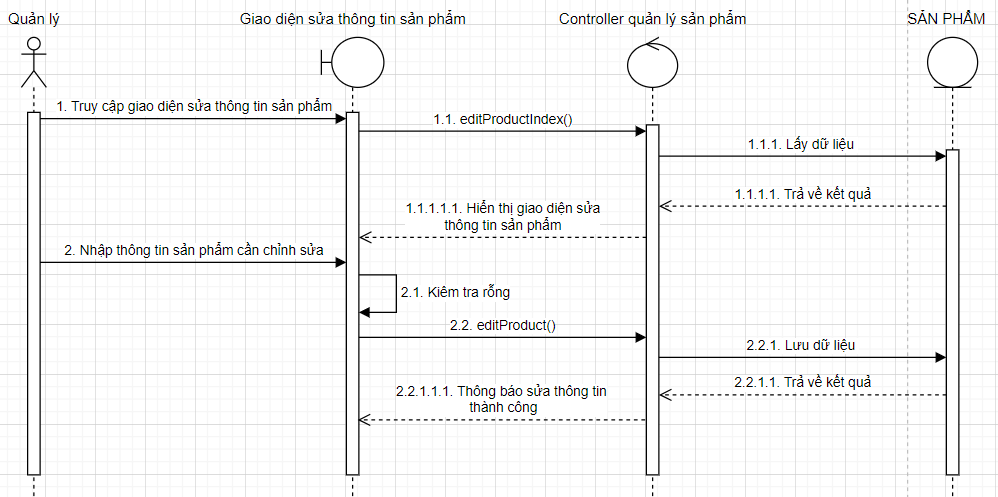 Quản lý
Giao diện sửa thông tin sản phẩm
Controller quản lý sản phẩm
SẢN PHẨM
1. Truy cập giao diện sửa thông tin sản phẩm
1.1. editProductIndex()
1.1.1. Lấy dữ liệu
1.1.1.1. Trả về kết quả
1.1.1.1.1. Hiển thị giao diện sửa
thông tin sản phẩm
2. Nhập thông tin sản phẩm cần chỉnh sửa
2.1. Kiêm tra rỗng
2.2. editProduct()
2.2.1. Lưu dữ liệu
2.2.1.1. Trả về kết quả
2.2.1.1.1. Thông báo sửa thông tin
thành công